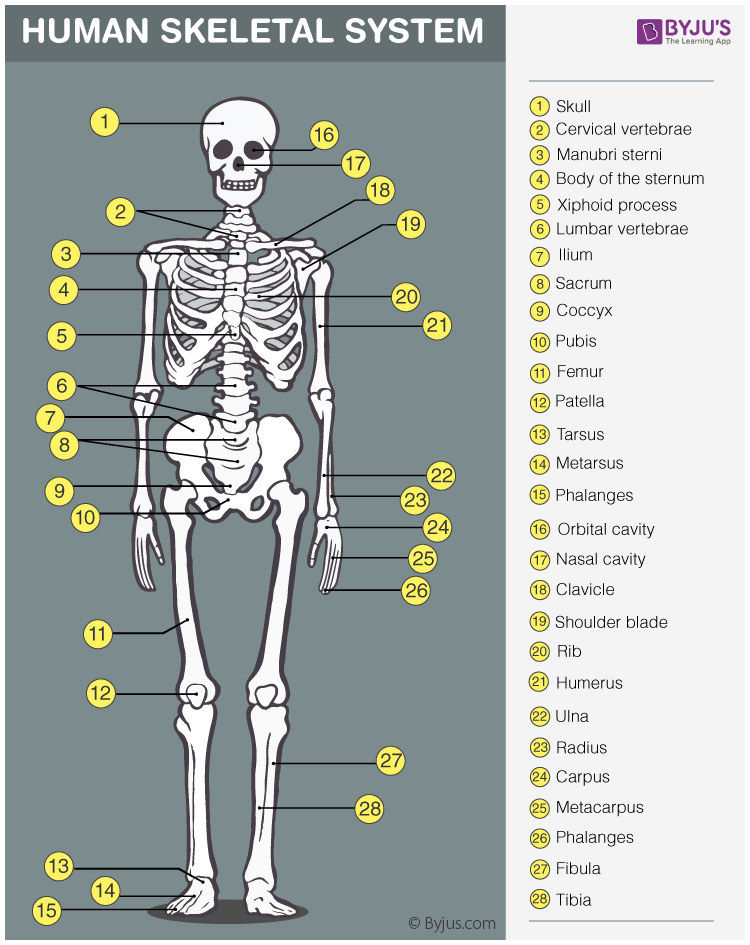 HUMAN SKELETAL SYSTEM
BYJU'S
The Learning App
1
2
3
4
5
6
7
8
9
10
11
12
13
14
15
16
17
18
19
20
21
22
23
24
25
26
27
28
© Byjus.com
1 Skull
2 Cervical vertebrae
3 Manubri sterni
4 Body of the sternum
5 Xiphoid process
6 Lumbar vertebrae
7 Ilium
8 Sacrum
9 Coccyx
10 Pubis
11 Femur
12 Patella
13 Tarsus
14 Metarsus
15 Phalanges
16 Orbital cavity
17 Nasal cavity
18 Clavicle
19 Shoulder blade
20 Rib
21 Humerus
22 Ulna
23 Radius
24 Carpus
25 Metacarpus
26 Phalanges
27 Fibula
28 Tibia